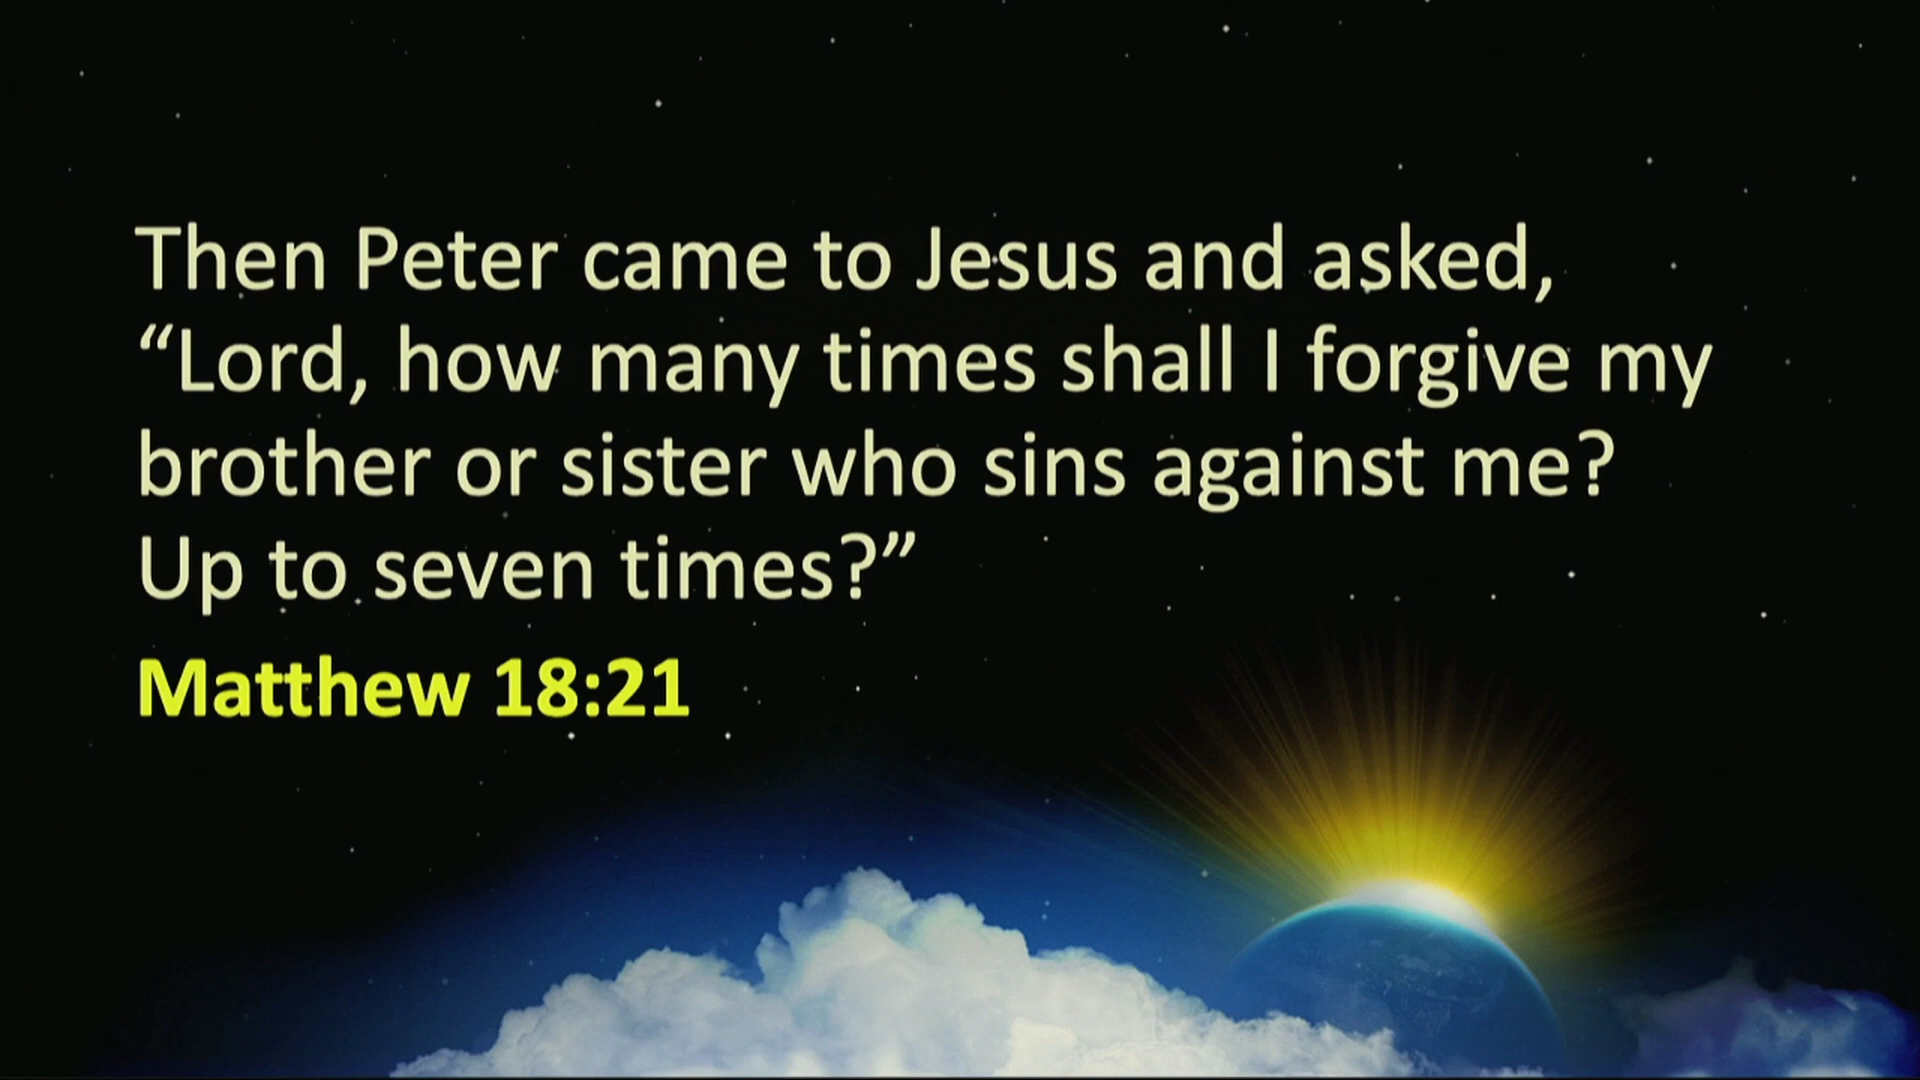 Then Peter came to Jesus and asked,
“Lord, how many times shall I forgive my
brother or sister who sins against me?
Up to seven times?”
Matthew 18:21